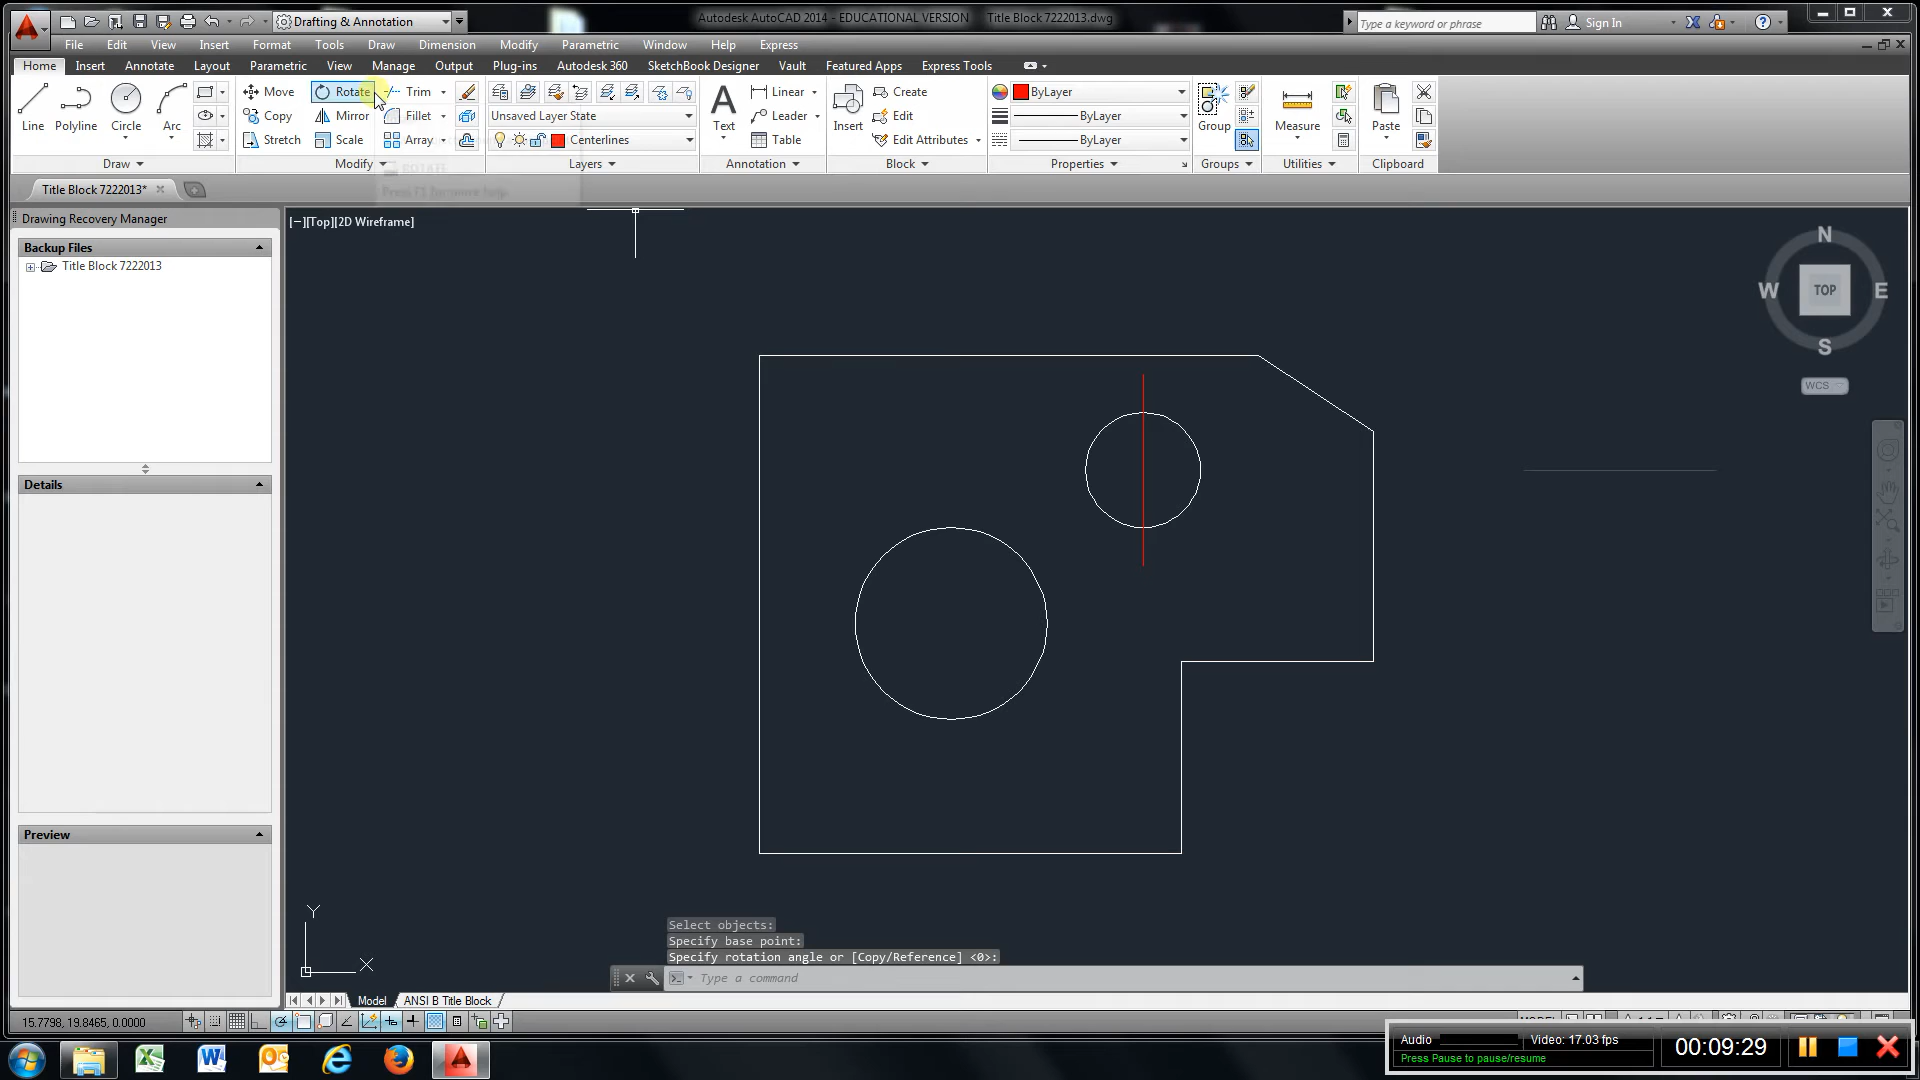 Drafting & Annotation
Autodesk AutoCAD 2014 - EDUCATIONAL VERSION Title Block 7222013.dwg
Type a keyword or phrase
Sign In
File Edit View Insert Format Tools Draw Dimension Modify Parametric Window Help Express
Home Insert Annotate Layout Parametric View Manage Output Plug-ins Autodesk 360 SketchBook Designer Vault Featured Apps Express Tools
Move Rotate Trim
Linear Create ByLayer
Copy Mirror Fillet Unsaved Layer State
Leader Edit ByLayer
Line Polyline Circle Arc Text Insert Group Measure Paste
Stretch Scale Array Centerlines
Table Edit Attributes ByLayer
Draw Modify Layers Annotation Block Properties Groups Utilities Clipboard
ROTATE
Press F1 for more help
Title Block 7222013*
Drawing Recovery Manager
[−][Top][2D Wireframe]
Backup Files
Title Block 7222013
N
W TOP E
S
WCS
Details
Preview
Y
X
Select objects:
Specify base point:
Specify rotation angle or [Copy/Reference] <0>:
Type a command
Model ANSI B Title Block
15.7798, 19.8465, 0.0000
Audio Video: 17.03 fps
Press Pause to pause/resume
00:09:29